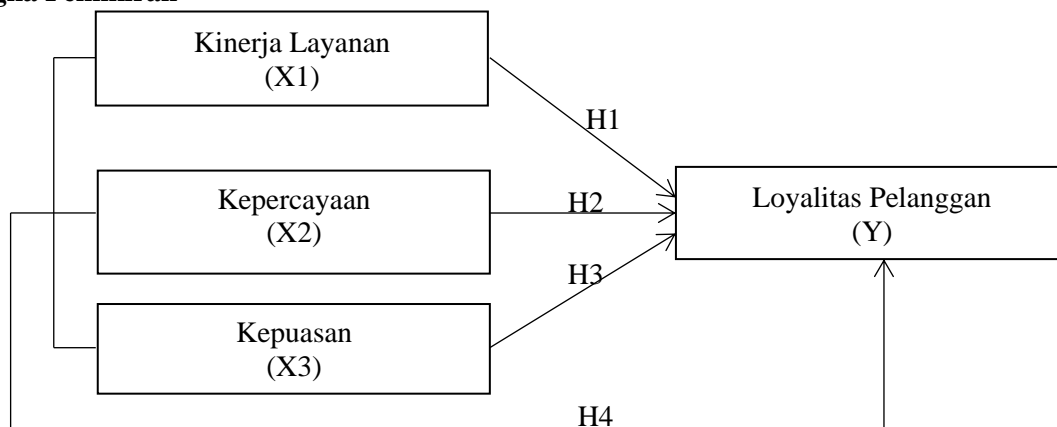 Kinerja Layanan
(X1)
H1
Kepercayaan
(X2)
H2
Loyalitas Pelanggan
(Y)
H3
Kepuasan
(X3)
H4